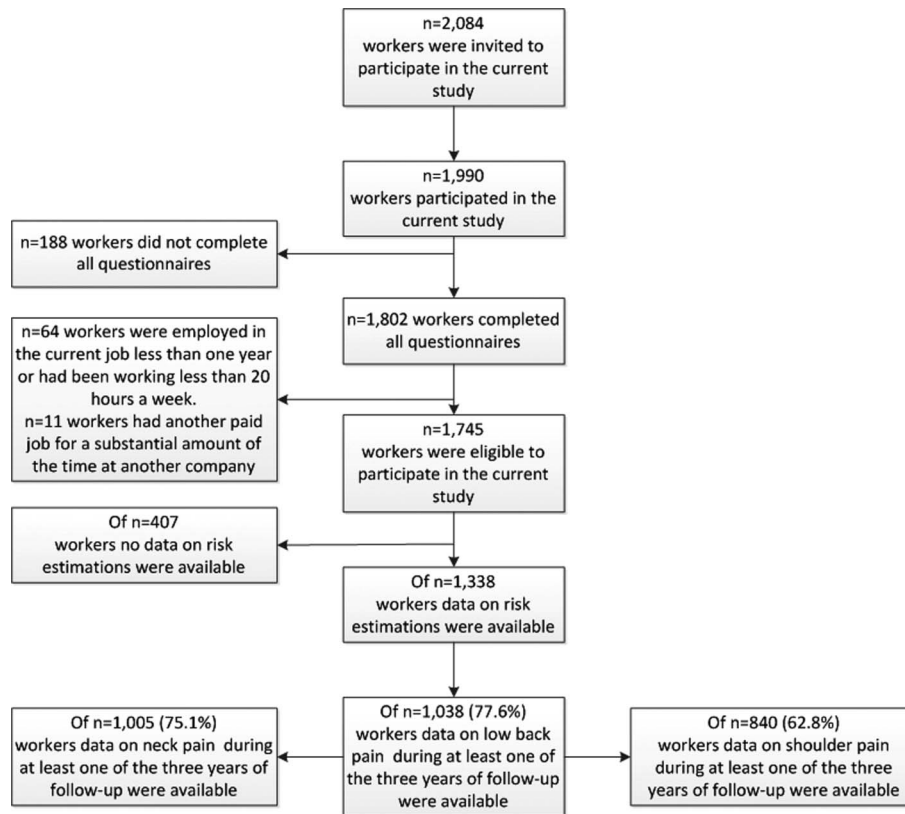 n=2,084
workers were invited to
participate in the current
study
n=1,990
workers participated in the
current study
n=188 workers did not complete
all questionnaires
n=1,802 workers completed
all questionnaires
n=64 workers were employed in
the current job less than one year
or had been working less than 20
hours a week.
n=11 workers had another paid
job for a substantial amount of
the time at another company
n=1,745
workers were eligible to
participate in the current
study
Of n=407
workers no data on risk
estimations were available
Of n=1,338
workers data on risk
estimations were available
Of n=1,005 (75.1%)
workers data on neck pain during
at least one of the three years of
follow-up were available
Of n=1,038 (77.6%)
workers data on low back
pain during at least one of
the three years of follow-up
were available
Of n=840 (62.8%)
workers data on shoulder pain
during at least one of the three
years of follow-up were available